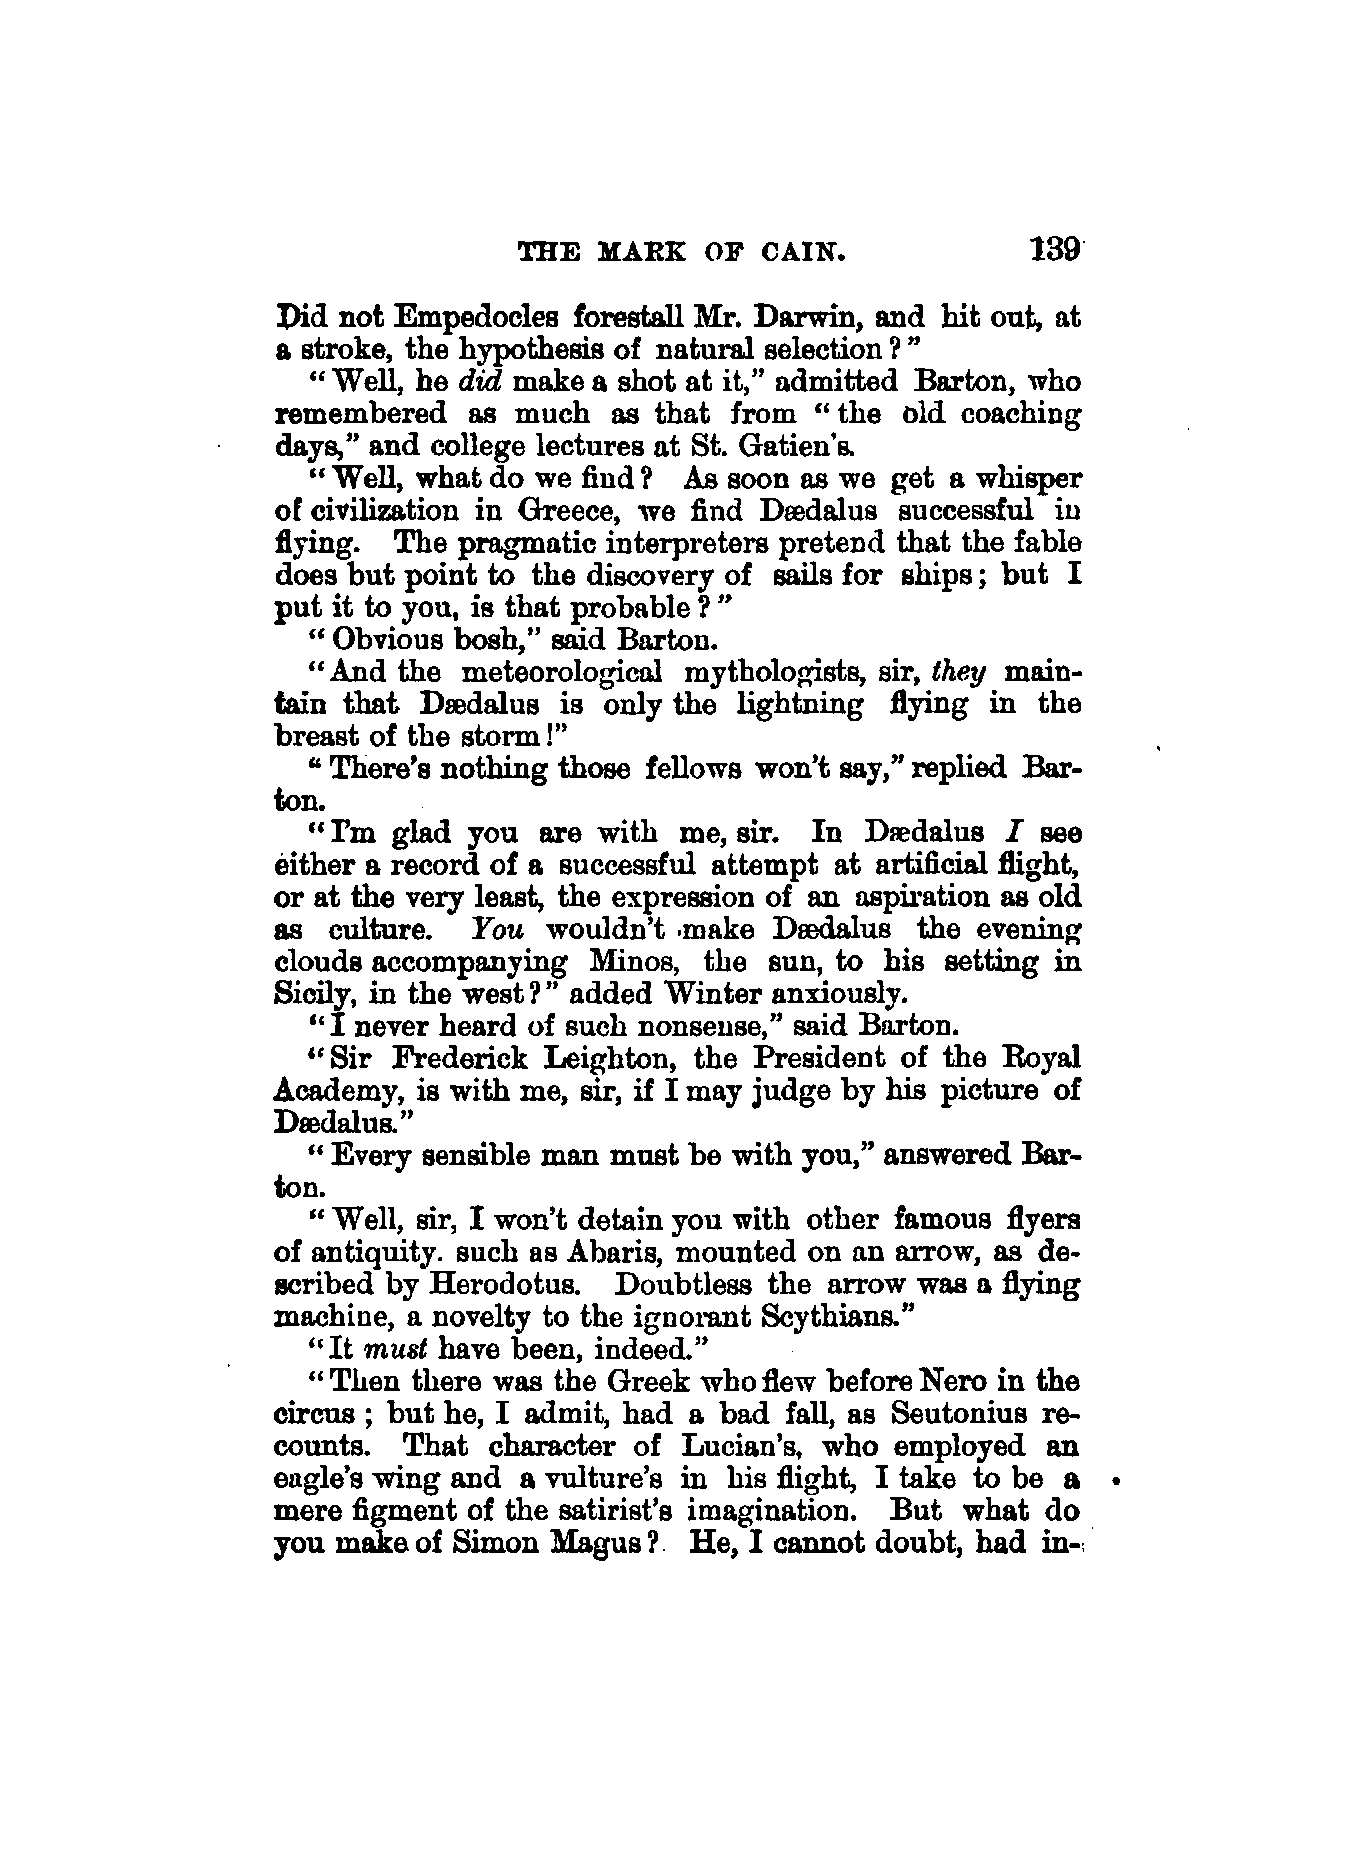 THE MARK OF CAIN. 139
Did not Empedocles forestall Mr. Darwin, and hit out, at
a stroke, the hypothesis of natural selection?"
"Well, he did make a shot at it," admitted Barton, who
remembered as much as that from "the old coaching
days," and college lectures at St. Gatien's.
"Well, what do we find? As soon as we get a whisper
of civilization in Greece, we find Dædalus successful in
flying. The pragmatic interpreters pretend that the fable
does but point to the discovery of sails for ships; but I
put it to you, is that probable?"
"Obvious bosh," said Barton.
"And the meteorological mythologists, sir, they main-
tain that Dædalus is only the lightning flying in the
breast of the storm!"
"There's nothing those fellows won't say," replied Bar-
ton.
"I'm glad you are with me, sir. In Dædalus I see
either a record of a successful attempt at artificial flight,
or at the very least, the expression of an aspiration as old
as culture. You wouldn't make Dædalus the evening
clouds accompanying Minos, the sun, to his setting in
Sicily, in the west?" added Winter anxiously.
"I never heard of such nonsense," said Barton.
"Sir Frederick Leighton, the President of the Royal
Academy, is with me, sir, if I may judge by his picture of
Dædalus."
"Every sensible man must be with you," answered Bar-
ton.
"Well, sir, I won't detain you with other famous flyers
of antiquity. such as Abaris, mounted on an arrow, as de-
scribed by Herodotus. Doubtless the arrow was a flying
machine, a novelty to the ignorant Scythians."
"It must have been, indeed."
"Then there was the Greek who flew before Nero in the
circus; but he, I admit, had a bad fall, as Seutonius re-
counts. That character of Lucian's, who employed an
eagle's wing and a vulture's in his flight, I take to be a
mere figment of the satirist's imagination. But what do
you make of Simon Magus? He, I cannot doubt, had in-